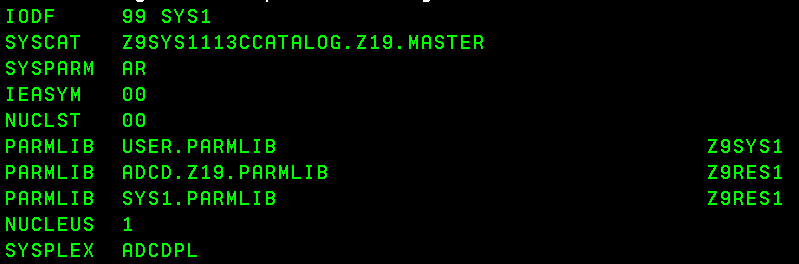 IODF     99 SYS1
SYSCAT   Z9SYS1113CCATALOG.Z19.MASTER
SYSPARM  AR
IEASYM   00
NUCLST   00
PARMLIB  USER.PARMLIB                            Z9SYS1
PARMLIB  ADCD.Z19.PARMLIB                        Z9RES1
PARMLIB  SYS1.PARMLIB                            Z9RES1
NUCLEUS  1
SYSPLEX  ADCDPL